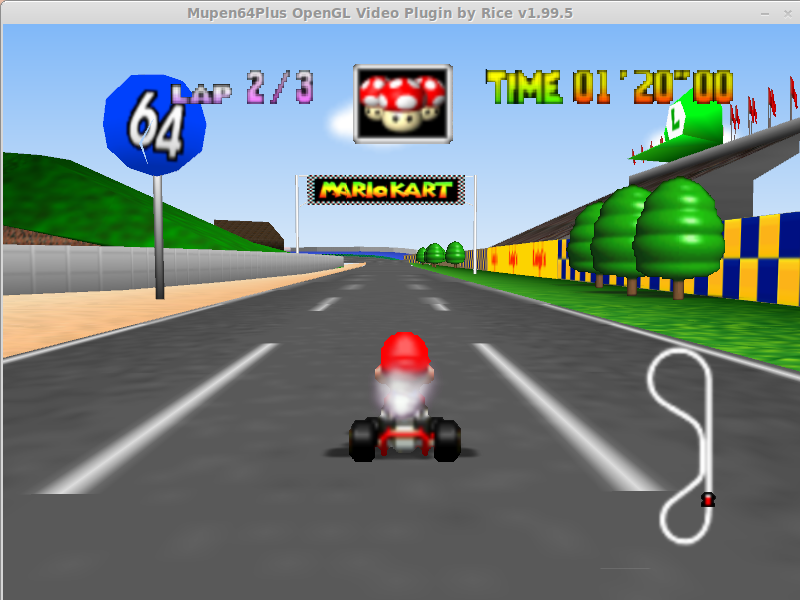 Mupen64Plus OpenGL Video Plugin by Rice v1.99.5
LAP 2/3
TIME 01'20"00
64
L
MARIO KART